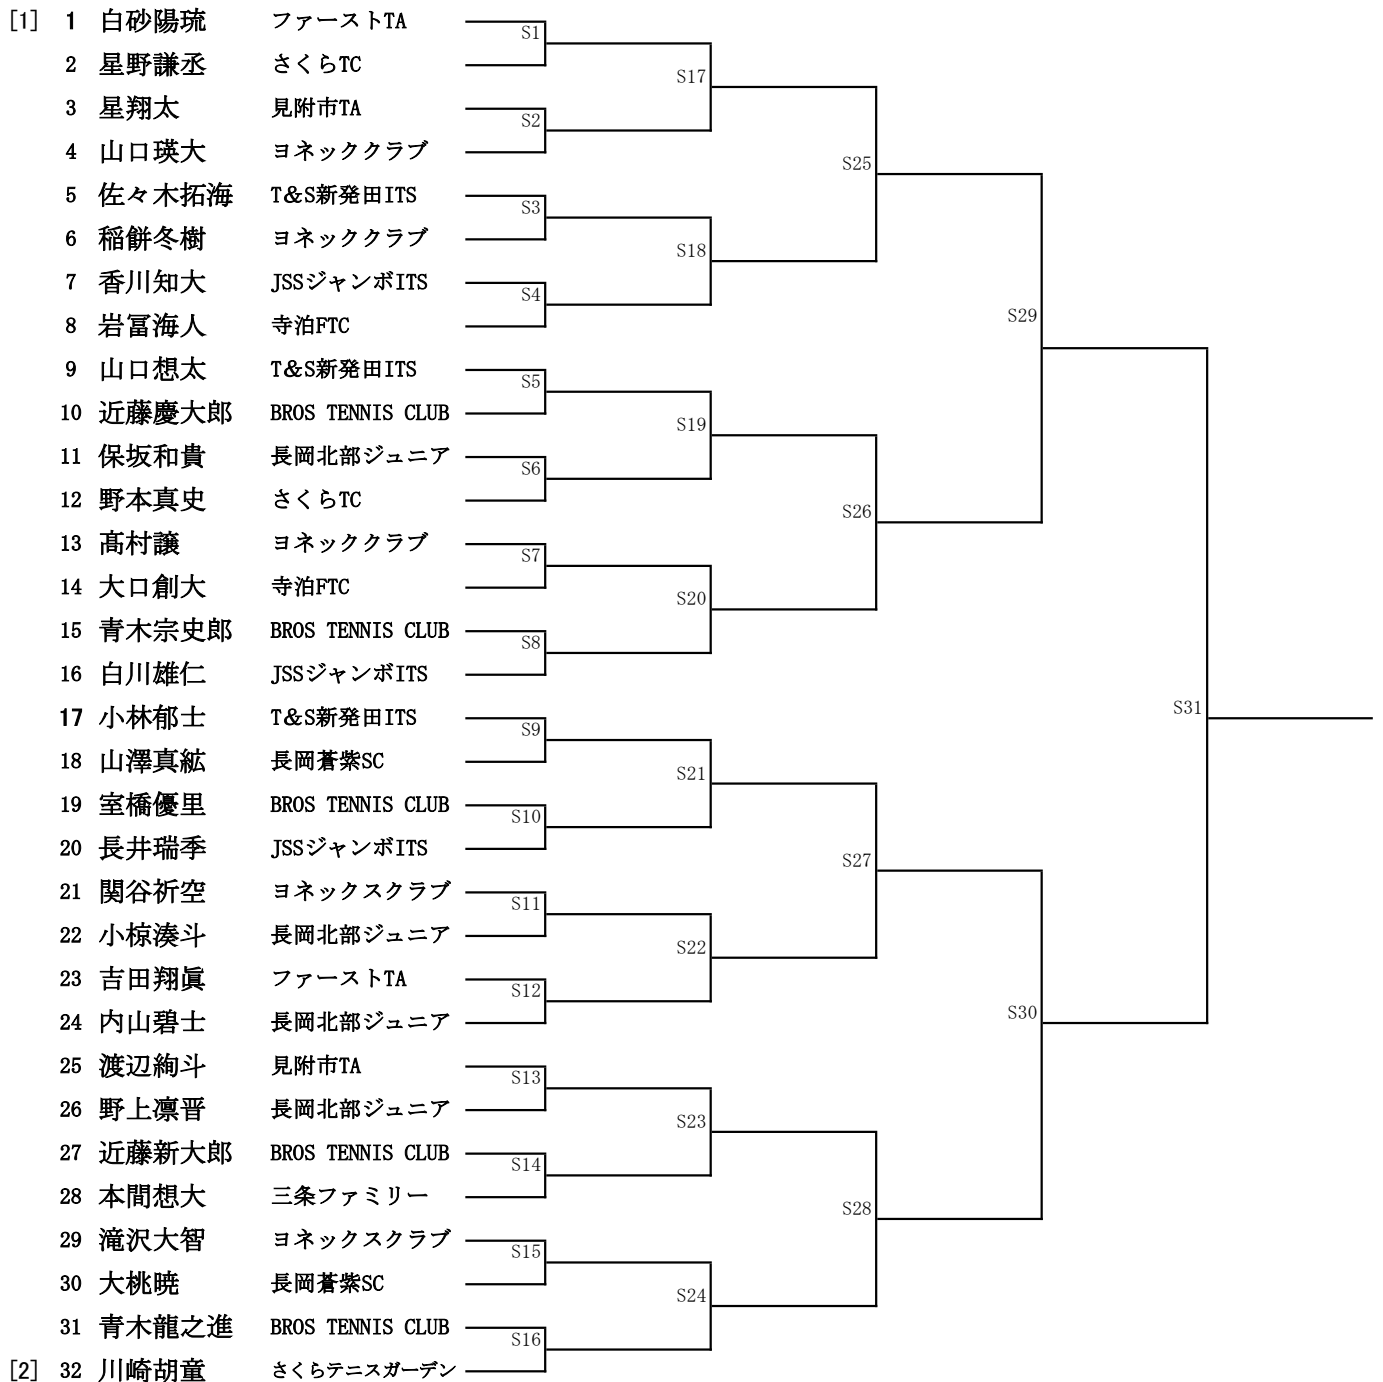 [1] 1 白砂陽琉 ファーストTA
S1
2 星野謙丞 さくらTC
S17
3 星翔太 見附市TA
S2
4 山口瑛大 ヨネッククラブ
S25
5 佐々木拓海 T&S新発田ITS
S3
6 稲餅冬樹 ヨネッククラブ
S18
7 香川知大 JSSジャンボITS
S4
8 岩冨海人 寺泊FTC
S29
9 山口想太 T&S新発田ITS
S5
10 近藤慶大郎 BROS TENNIS CLUB
S19
11 保坂和貴 長岡北部ジュニア
S6
12 野本真史 さくらTC
S26
13 髙村譲 ヨネッククラブ
S7
14 大口創大 寺泊FTC
S20
15 青木宗史郎 BROS TENNIS CLUB
S8
16 白川雄仁 JSSジャンボITS
S31
17 小林郁士 T&S新発田ITS
S9
18 山澤真紘 長岡蒼紫SC
S21
19 室橋優里 BROS TENNIS CLUB
S10
20 長井瑞季 JSSジャンボITS
S27
21 関谷祈空 ヨネックスクラブ
S11
22 小椋湊斗 長岡北部ジュニア
S22
23 吉田翔眞 ファーストTA
S12
24 内山碧士 長岡北部ジュニア
S30
25 渡辺絢斗 見附市TA
S13
26 野上凛晋 長岡北部ジュニア
S23
27 近藤新大郎 BROS TENNIS CLUB
S14
28 本間想大 三条ファミリー
S28
29 滝沢大智 ヨネックスクラブ
S15
30 大桃暁 長岡蒼紫SC
S24
31 青木龍之進 BROS TENNIS CLUB
S16
[2] 32 川崎胡童 さくらテニスガーデン